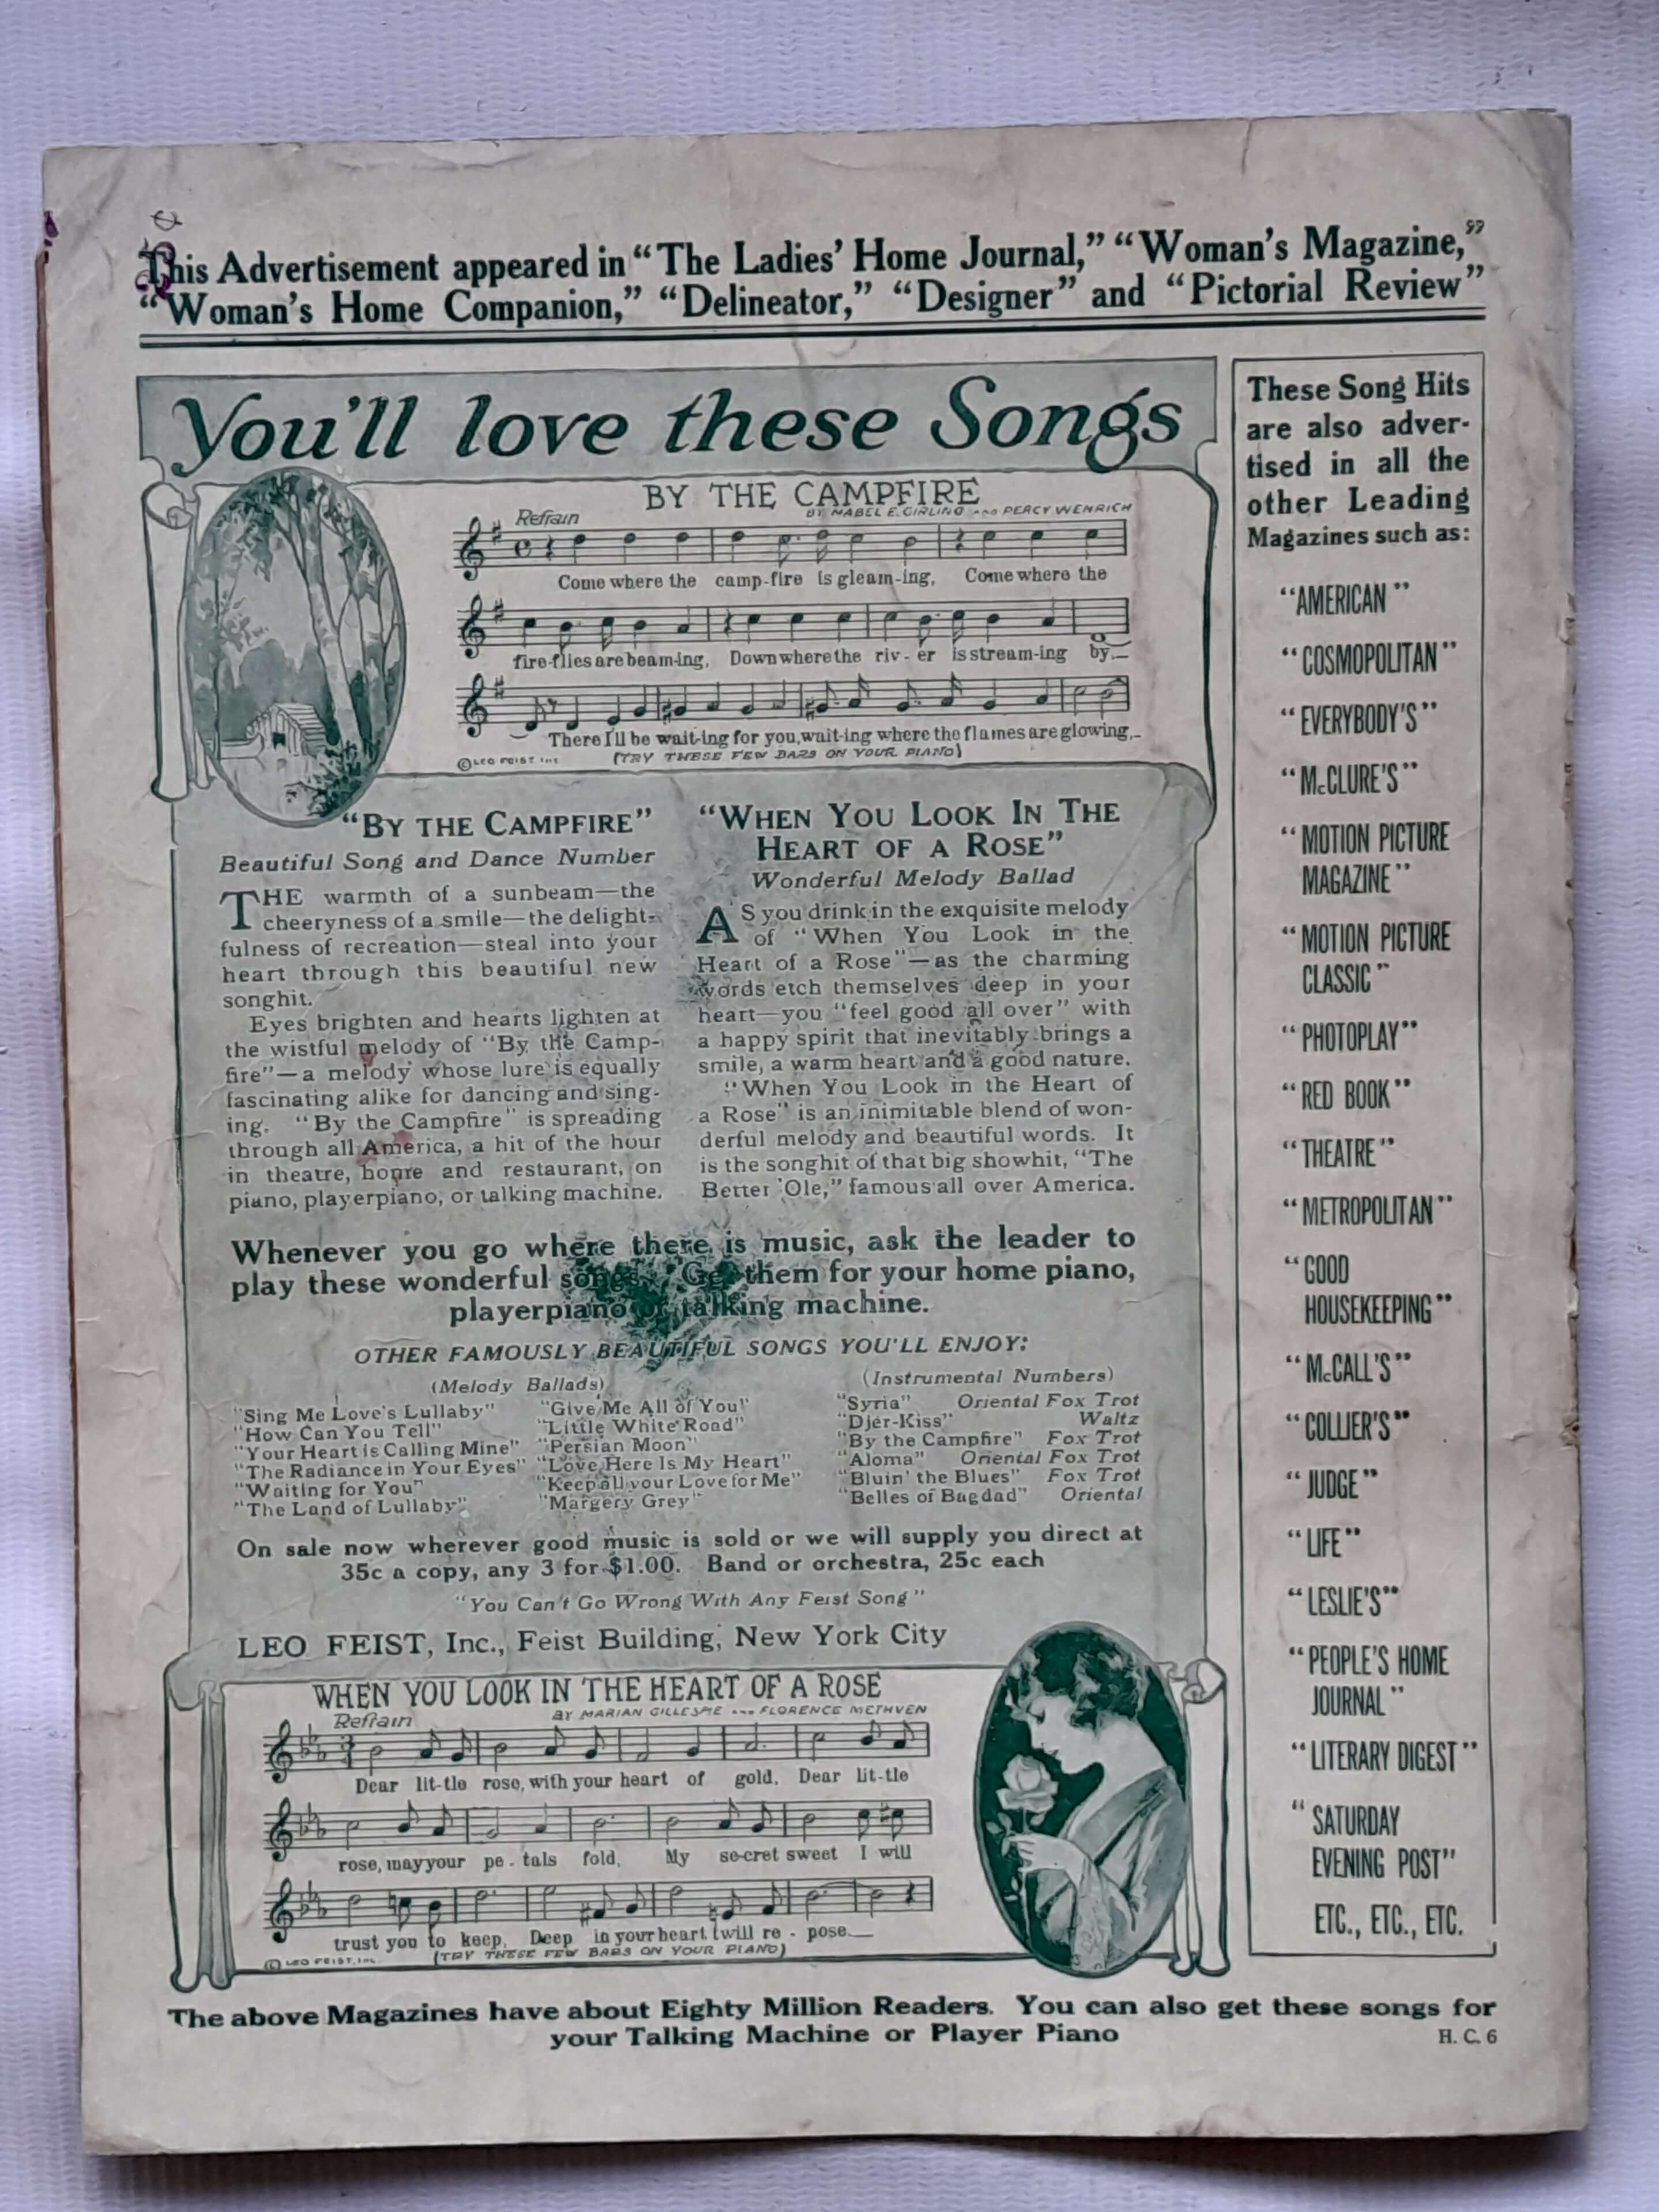 This Advertisement appeared in “The Ladies’ Home Journal,” “Woman’s Magazine,”
“Woman’s Home Companion,” “Delineator,” “Designer” and “Pictorial Review”
You’ll love these Songs
BY THE CAMPFIRE
BY MABEL E. GIRLING AND PERCY WENRICH
Refrain
Come where the camp-fire is gleam-ing, Come where the
fire-flies are beam-ing, Down where the riv-er is stream-ing by.
There I'll be wait-ing for you, wait-ing where the flames are glowing,
© LEO FEIST INC (TRY THESE FEW BARS ON YOUR PIANO)
“BY THE CAMPFIRE”
Beautiful Song and Dance Number
THE warmth of a sunbeam—the
cheeryness of a smile—the delight-
fulness of recreation—steal into your
heart through this beautiful new
songhit.
Eyes brighten and hearts lighten at
the wistful melody of “By the Camp-
fire”—a melody whose lure is equally
fascinating alike for dancing and sing-
ing. “By the Campfire” is spreading
through all America, a hit of the hour
in theatre, home and restaurant, on
piano, playerpiano, or talking machine.
“WHEN YOU LOOK IN THE
HEART OF A ROSE”
Wonderful Melody Ballad
AS you drink in the exquisite melody
of “When You Look in the
Heart of a Rose”—as the charming
words etch themselves deep in your
heart—you “feel good all over” with
a happy spirit that inevitably brings a
smile, a warm heart and a good nature.
“When You Look in the Heart of
a Rose” is an inimitable blend of won-
derful melody and beautiful words. It
is the songhit of that big showhit, “The
Better 'Ole,” famous all over America.
Whenever you go where there is music, ask the leader to
play these wonderful songs. Get them for your home piano,
playerpiano or talking machine.
OTHER FAMOUSLY BEAUTIFUL SONGS YOU'LL ENJOY:
(Melody Ballads)
"Sing Me Love's Lullaby"
"How Can You Tell"
"Your Heart is Calling Mine"
"The Radiance in Your Eyes"
"Waiting for You"
"The Land of Lullaby"
"Give Me All of You"
"Little White Road"
"Persian Moon"
"Love Here Is My Heart"
"Keep all your Love for Me"
"Margery Grey"
(Instrumental Numbers)
"Syria" Oriental Fox Trot
"Djer-Kiss" Waltz
"By the Campfire" Fox Trot
"Aloma" Oriental Fox Trot
"Bluin' the Blues" Fox Trot
"Belles of Bagdad" Oriental
On sale now wherever good music is sold or we will supply you direct at
35c a copy, any 3 for $1.00. Band or orchestra, 25c each
"You Can't Go Wrong With Any Feist Song"
LEO FEIST, Inc., Feist Building, New York City
WHEN YOU LOOK IN THE HEART OF A ROSE
BY MARIAN GILLESPIE AND FLORENCE METHVEN
Refrain
Dear lit-tle rose, with your heart of gold, Dear lit-tle
rose, may your pe-tals fold, My se-cret sweet I will
trust you to keep, Deep in your heart I will re-pose.
© LEO FEIST, INC. (TRY THESE FEW BARS ON YOUR PIANO)
These Song Hits
are also adver-
tised in all the
other Leading
Magazines such as:
“AMERICAN”
“COSMOPOLITAN”
“EVERYBODY'S”
“McCLURE'S”
“MOTION PICTURE
MAGAZINE”
“MOTION PICTURE
CLASSIC”
“PHOTOPLAY”
“RED BOOK”
“THEATRE”
“METROPOLITAN”
“GOOD
HOUSEKEEPING”
“McCALL'S”
“COLLIER'S”
“JUDGE”
“LIFE”
“LESLIE'S”
“PEOPLE'S HOME
JOURNAL”
“LITERARY DIGEST”
“SATURDAY
EVENING POST”
ETC., ETC., ETC.
The above Magazines have about Eighty Million Readers. You can also get these songs for
your Talking Machine or Player Piano
H. C. 6